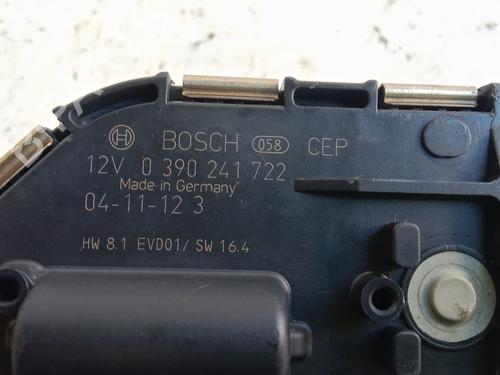 BOSCH 058 CEP
12V 0 390 241 722
Made in Germany
04-11-12 3
HW 8.1 EVD01/ SW 16.4